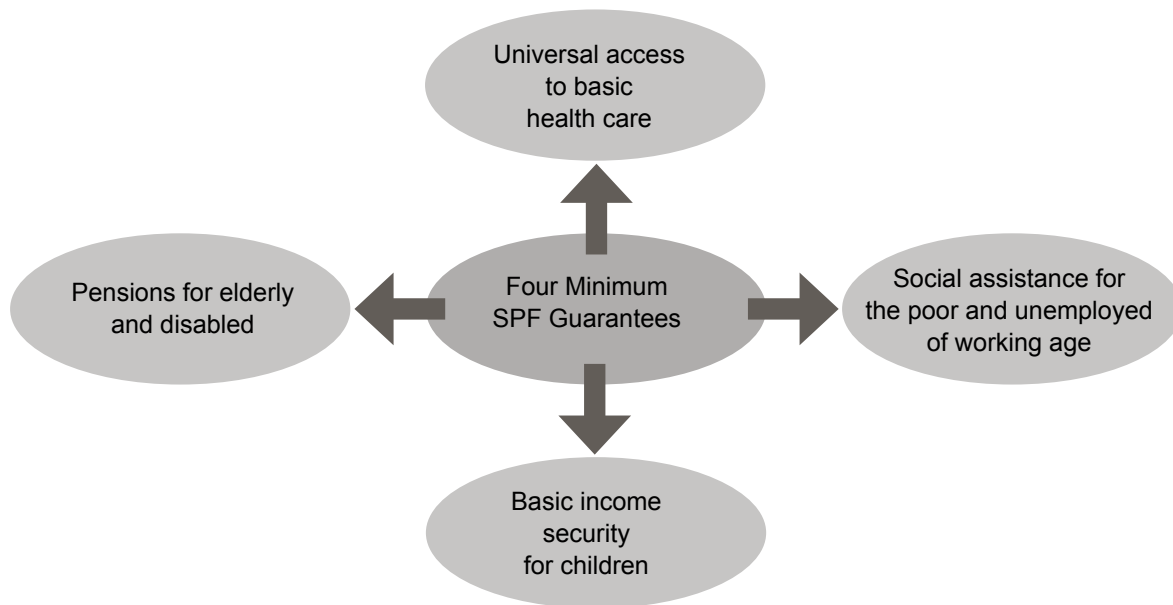 Universal access
to basic
health care
Pensions for elderly
and disabled
Four Minimum
SPF Guarantees
Social assistance for
the poor and unemployed
of working age
Basic income
security
for children